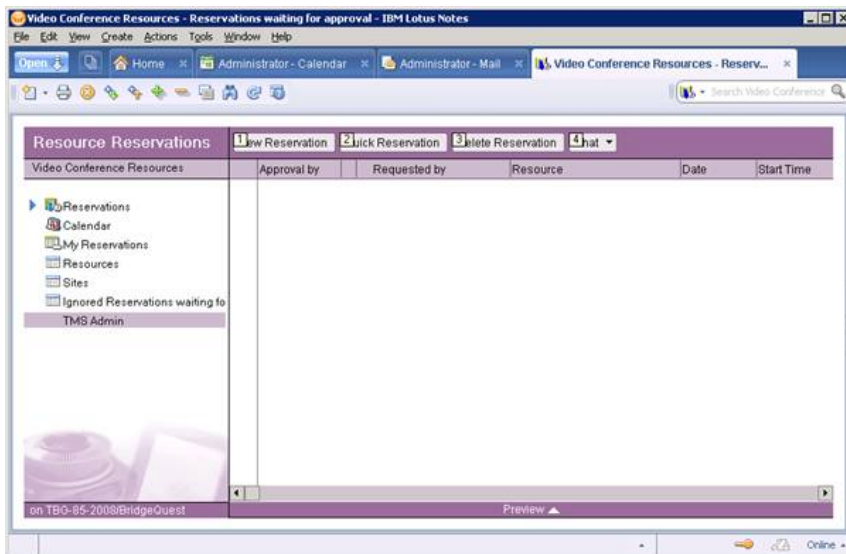 Video Conference Resources - Reservations waiting for approval - IBM Lotus Notes
File Edit View Create Actions Tools Window Help
Open Home Administrator - Calendar Administrator - Mail Video Conference Resources - Reserv...
Search Video Conference
Resource Reservations 1ew Reservation 2uick Reservation 3elete Reservation 4hat
Video Conference Resources Approval by Requested by Resource Date Start Time
Reservations
Calendar
My Reservations
Resources
Sites
Ignored Reservations waiting fo
TMS Admin
on TBG-85-2008/BridgeQuest Preview
Online